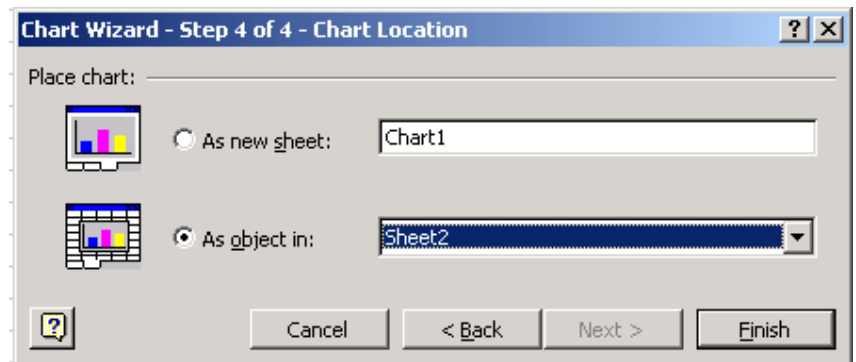 Chart Wizard - Step 4 of 4 - Chart Location
? X
Place chart:
As new sheet: Chart1
As object in: Sheet2
? Cancel < Back Next > Finish